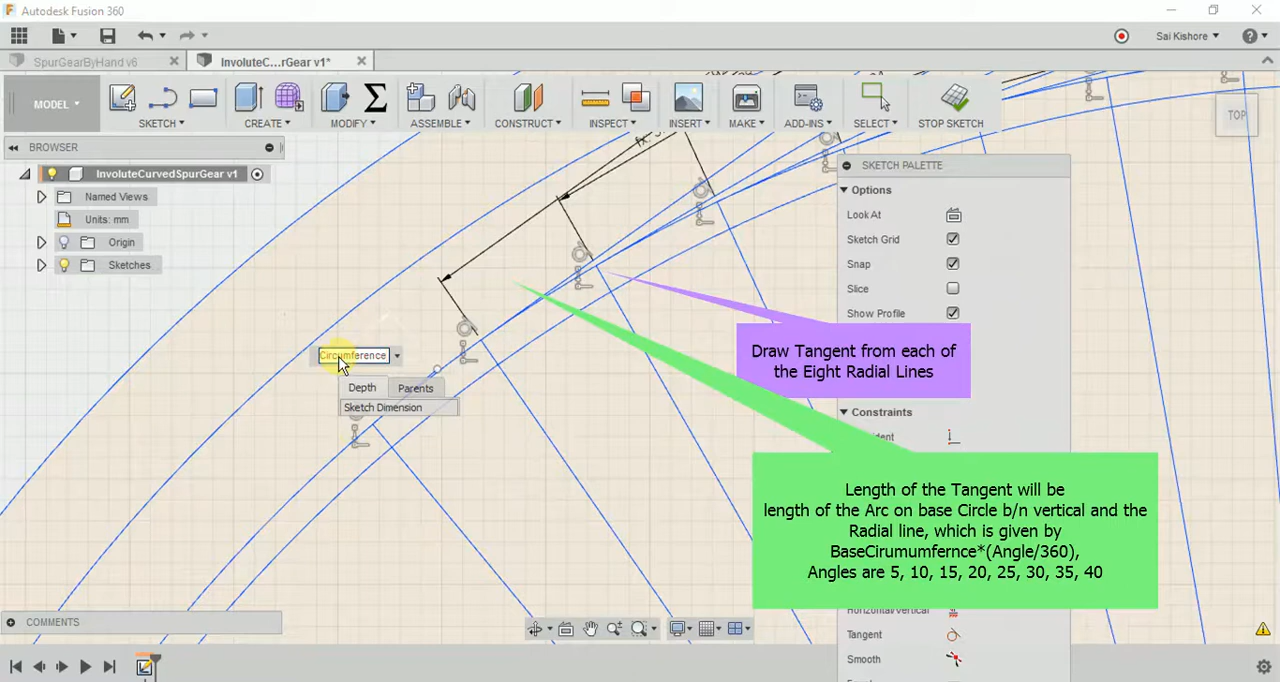 Autodesk Fusion 360
Sai Kishore
SpurGearByHand v6
InvoluteC...rGear v1*
MODEL
SKETCH
CREATE
MODIFY
ASSEMBLE
CONSTRUCT
INSPECT
INSERT
MAKE
ADD-INS
SELECT
STOP SKETCH
TOP
BROWSER
InvoluteCurvedSpurGear v1
Named Views
Units: mm
Origin
Sketches
SKETCH PALETTE
Options
Look At
Sketch Grid
Snap
Slice
Show Profile
Constraints
Horizontal/Vertical
Tangent
Smooth
Circumference
Depth
Parents
Sketch Dimension
Draw Tangent from each of
the Eight Radial Lines
Length of the Tangent will be
length of the Arc on base Circle b/n vertical and the
Radial line, which is given by
BaseCirumumfernce*(Angle/360),
Angles are 5, 10, 15, 20, 25, 30, 35, 40
COMMENTS